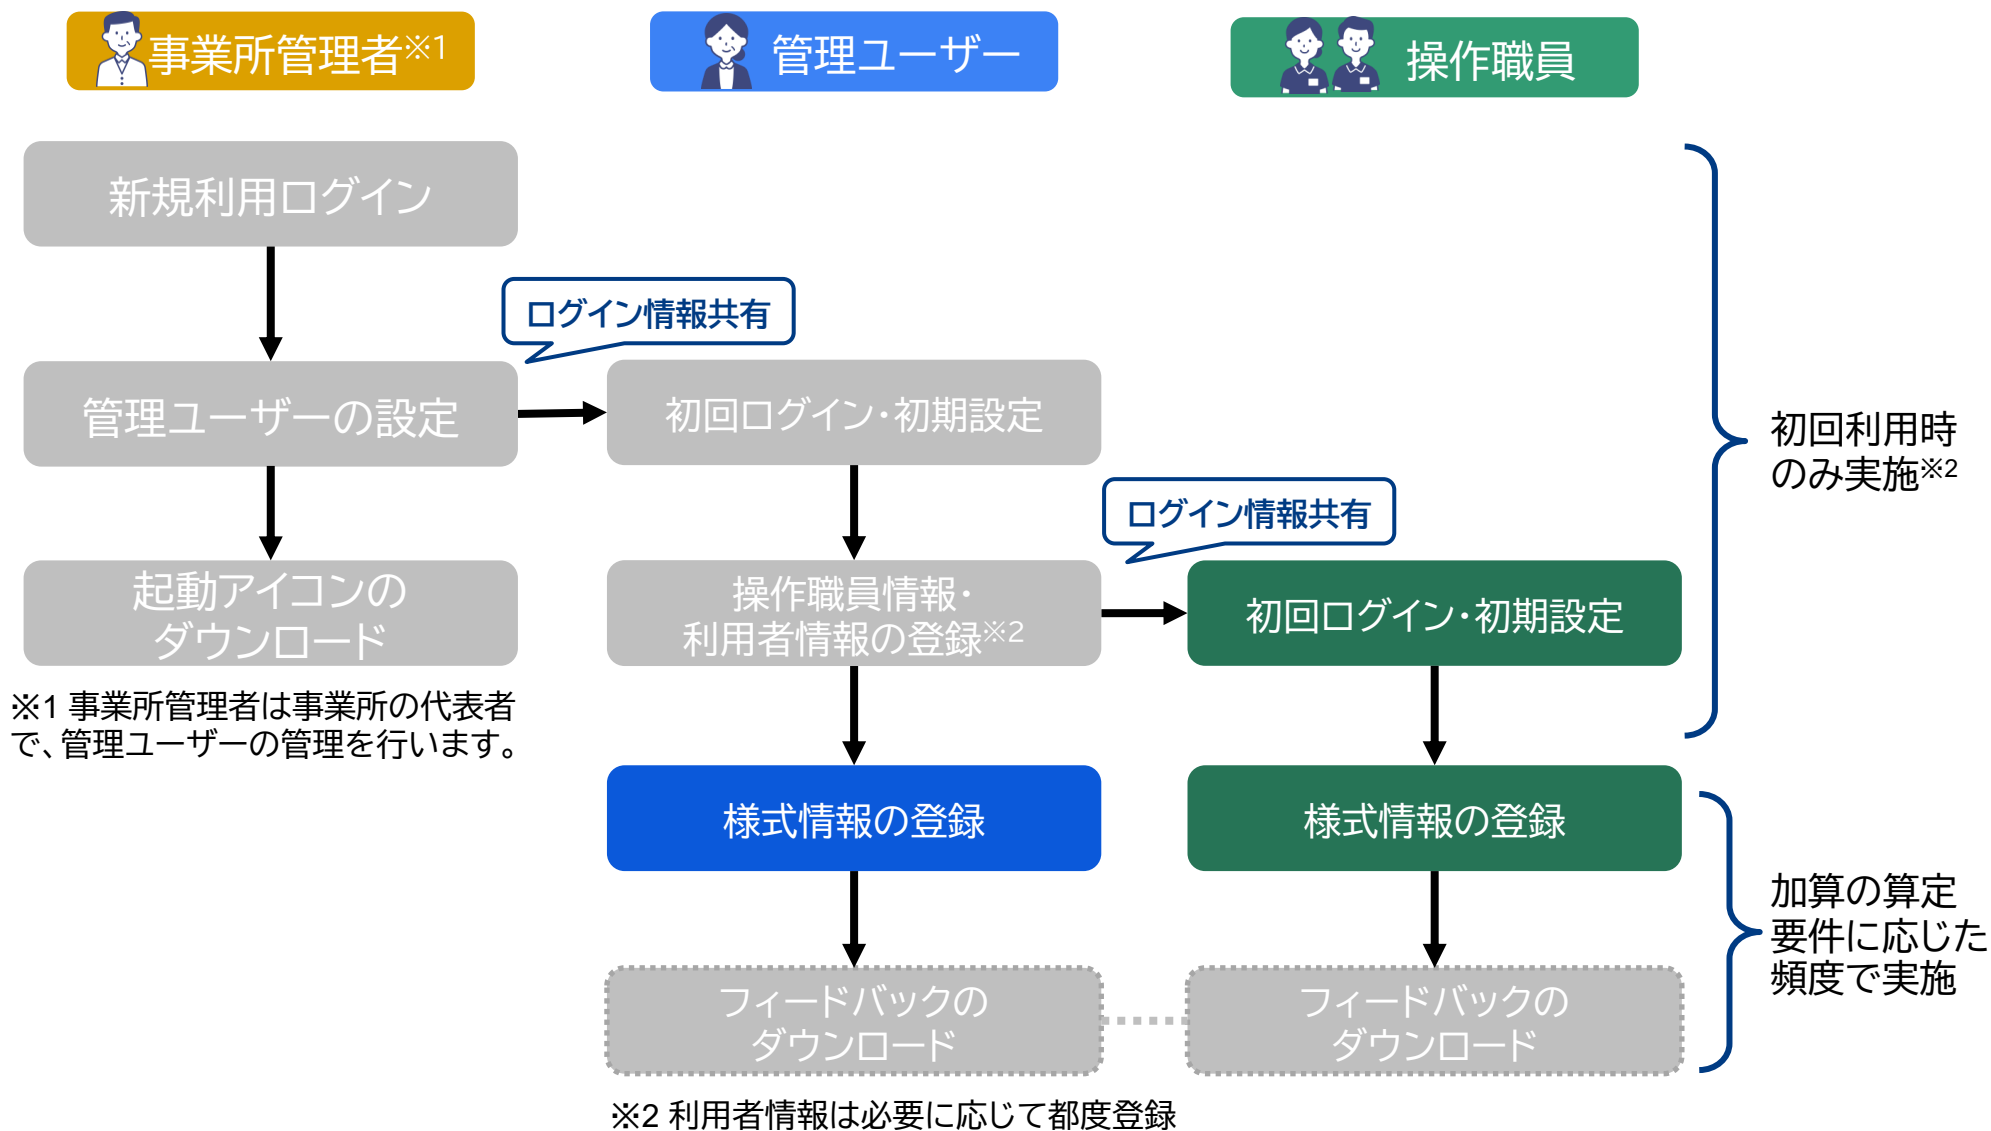 事業所管理者※1
管理ユーザー
操作職員
新規利用ログイン
ログイン情報共有
管理ユーザーの設定
初回ログイン・初期設定
初回利用時
のみ実施※2
ログイン情報共有
起動アイコンの
ダウンロード
操作職員情報・
利用者情報の登録※2
初回ログイン・初期設定
※1 事業所管理者は事業所の代表者
で、管理ユーザーの管理を行います。
様式情報の登録
様式情報の登録
加算の算定
要件に応じた
頻度で実施
フィードバックの
ダウンロード
フィードバックの
ダウンロード
※2 利用者情報は必要に応じて都度登録